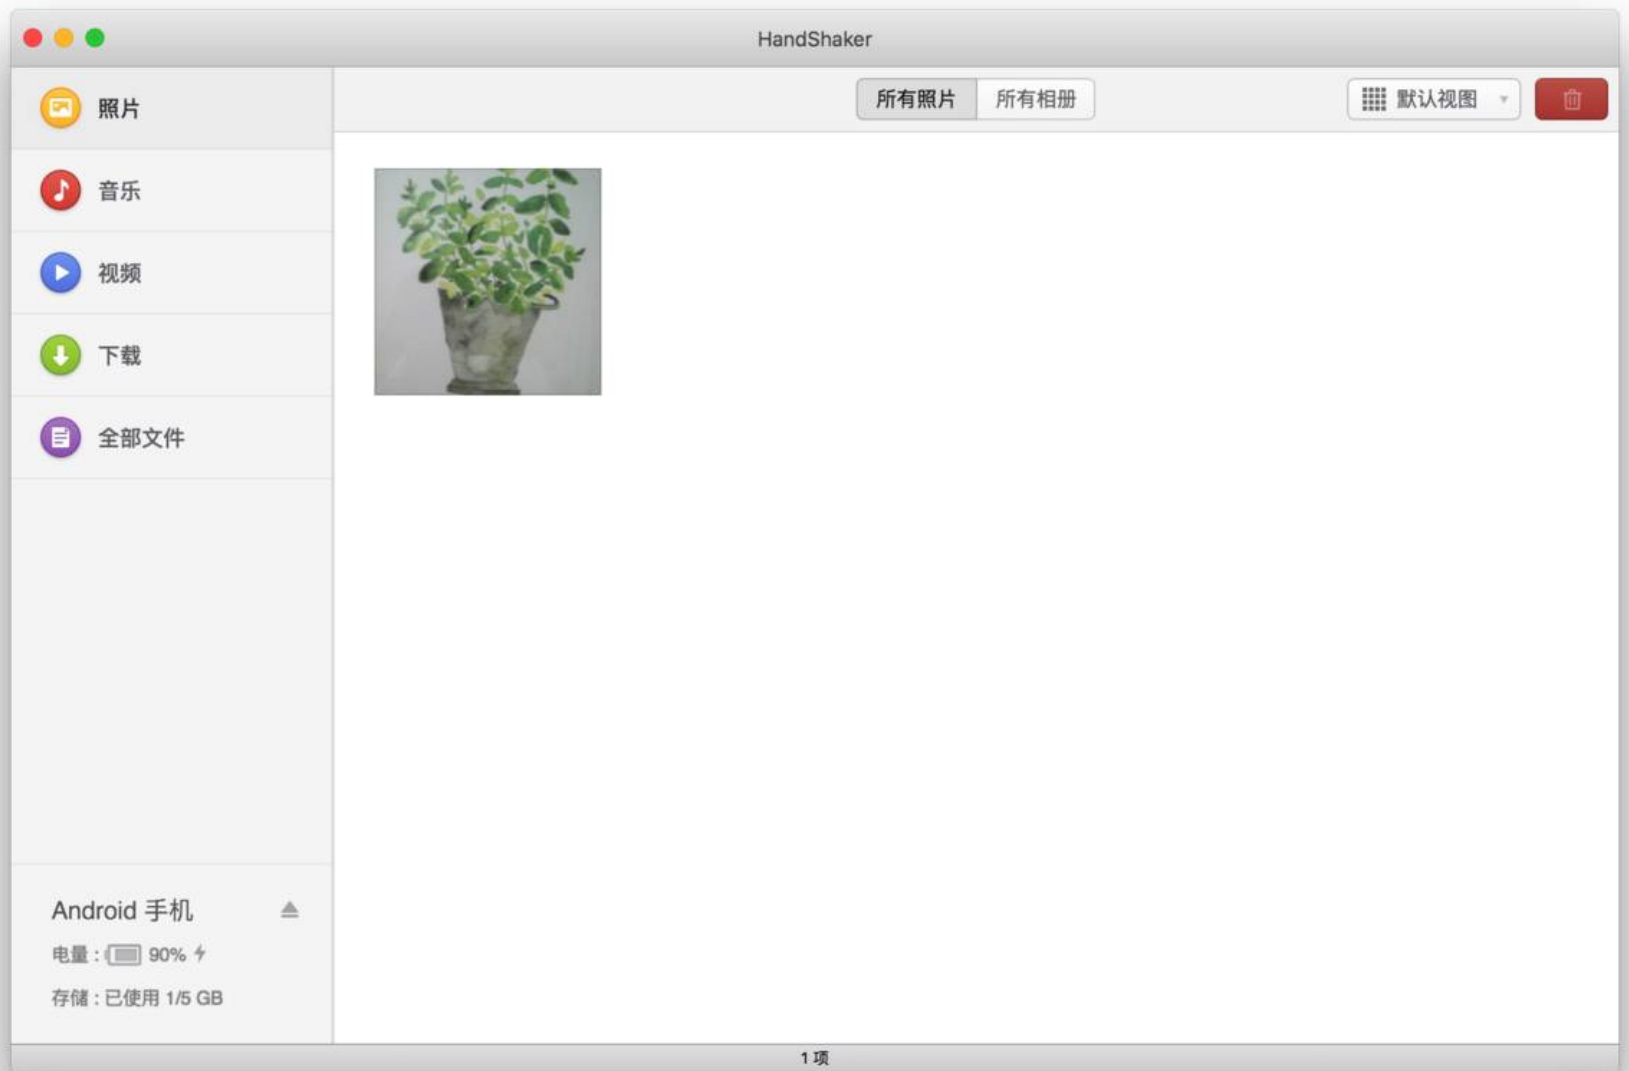 HandShaker
照片
音乐
视频
下载
全部文件
所有照片 所有相册 默认视图
Android 手机
电量 : 90%
存储 : 已使用 1/5 GB
1 项